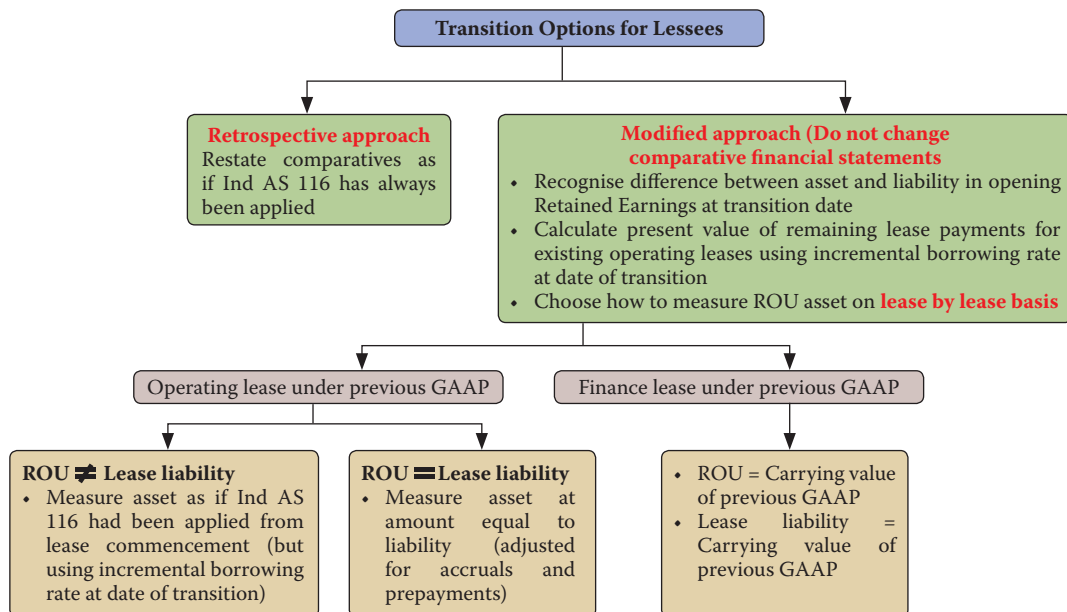 Transition Options for Lessees
Retrospective approach
Restate comparatives as
if Ind AS 116 has always
been applied
Modified approach (Do not change
comparative financial statements
• Recognise difference between asset and liability in opening
Retained Earnings at transition date
• Calculate present value of remaining lease payments for
existing operating leases using incremental borrowing rate
at date of transition
• Choose how to measure ROU asset on lease by lease basis
Operating lease under previous GAAP
Finance lease under previous GAAP
ROU ≠ Lease liability
• Measure asset as if Ind AS
116 had been applied from
lease commencement (but
using incremental borrowing
rate at date of transition)
ROU = Lease liability
• Measure asset at
amount equal to
liability (adjusted
for accruals and
prepayments)
• ROU = Carrying value
of previous GAAP
• Lease liability =
Carrying value of
previous GAAP